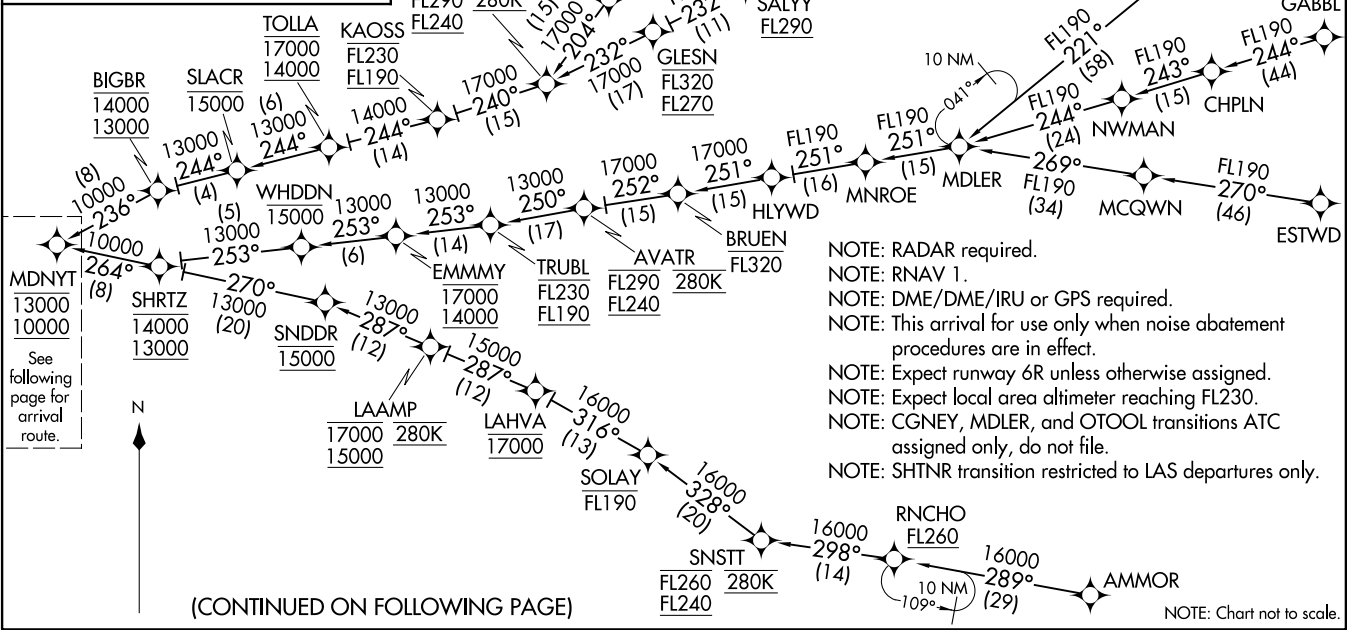 TOLLA
17000
14000
KAOSS
FL230
FL190
FL290 280K
FL240
(15)
17000
204°
232°
(11)
SALYY
FL290
GLESN
FL320
FL270
232°
17000
(17)
17000
240°
(15)
14000
244°
(14)
BIGBR
14000
13000
SLACR
15000
(6)
13000
244°
13000
244°
(4)
(8)
10000
236°
MDNYT
13000
10000
See
following
page for
arrival
route.
10000
264°
(8)
SHRTZ
14000
13000
(5)
13000
253°
WHDDN
15000
13000
253°
(6)
EMMMY
17000
14000
13000
253°
(14)
TRUBL
FL230
FL190
13000
250°
(17)
AVATR
FL290 280K
FL240
17000
252°
(15)
BRUEN
FL320
17000
251°
(15)
HLYWD
FL190
251°
(16)
MNROE
FL190
251°
(15)
MDLER
10 NM
041°
FL190
221°
(58)
FL190
244°
(24)
NWMAN
FL190
243°
(15)
CHPLN
FL190
244°
(44)
GABBL
269°
FL190
(34)
MCQWN
FL190
270°
(46)
ESTWD
270°
13000
(20)
SNDDR
15000
13000
287°
(12)
LAAMP
17000 280K
15000
15000
287°
(12)
LAHVA
17000
16000
316°
(13)
SOLAY
FL190
16000
328°
(20)
SNSTT
FL260 280K
FL240
16000
298°
(14)
RNCHO
FL260
10 NM
109°
16000
289°
(29)
AMMOR
N
NOTE: RADAR required.
NOTE: RNAV 1.
NOTE: DME/DME/IRU or GPS required.
NOTE: This arrival for use only when noise abatement
procedures are in effect.
NOTE: Expect runway 6R unless otherwise assigned.
NOTE: Expect local area altimeter reaching FL230.
NOTE: CGNEY, MDLER, and OTOOL transitions ATC
assigned only, do not file.
NOTE: SHTNR transition restricted to LAS departures only.
(CONTINUED ON FOLLOWING PAGE)
NOTE: Chart not to scale.